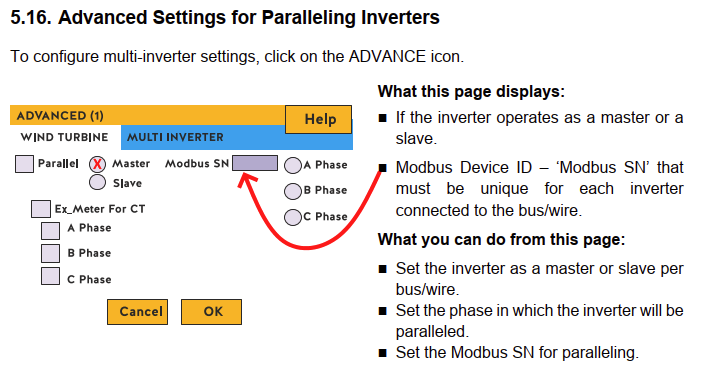 5.16. Advanced Settings for Paralleling Inverters
To configure multi-inverter settings, click on the ADVANCE icon.
ADVANCED (1)
Help
WIND TURBINE
MULTI INVERTER
Parallel
Master
Modbus SN
A Phase
Slave
B Phase
Ex_Meter For CT
C Phase
A Phase
B Phase
C Phase
Cancel
OK
What this page displays:
■ If the inverter operates as a master or a
slave.
■ Modbus Device ID – ‘Modbus SN’ that
must be unique for each inverter
connected to the bus/wire.
What you can do from this page:
■ Set the inverter as a master or slave per
bus/wire.
■ Set the phase in which the inverter will be
paralleled.
■ Set the Modbus SN for paralleling.